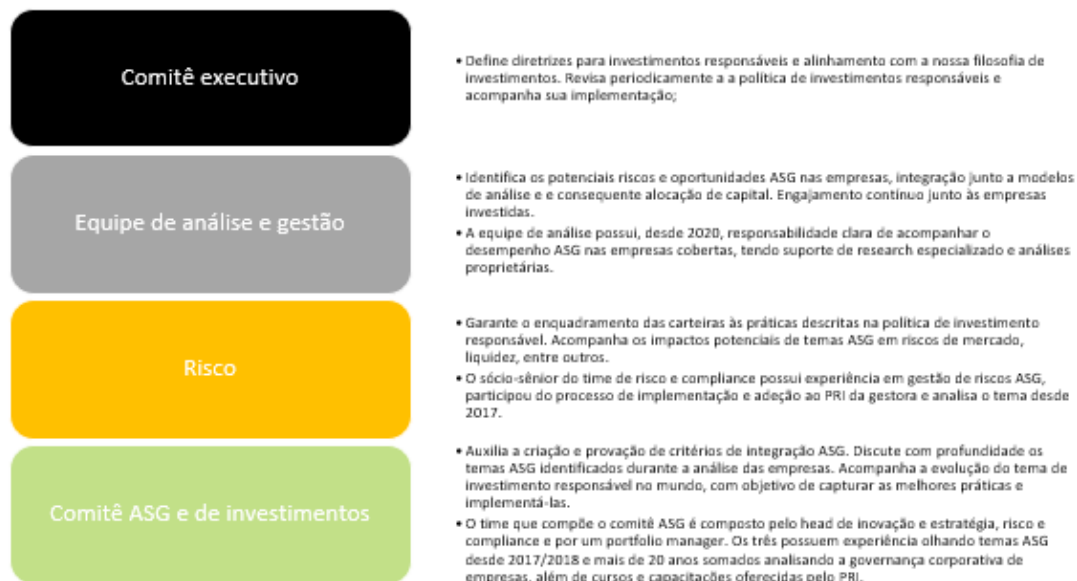 Comitê executivo
• Define diretrizes para investimentos responsáveis e alinhamento com a nossa filosofia de
investimentos. Revisa periodicamente a a política de investimentos responsáveis e
acompanha sua implementação;
Equipe de análise e gestão
• Identifica os potenciais riscos e oportunidades ASG nas empresas, integração junto a modelos
de análise e e consequente alocação de capital. Engajamento contínuo junto às empresas
investidas.
• A equipe de análise possui, desde 2020, responsabilidade clara de acompanhar o
desempenho ASG nas empresas cobertas, tendo suporte de research especializado e análises
proprietárias.
Risco
• Garante o enquadramento das carteiras às práticas descritas na política de investimento
responsável. Acompanha os impactos potenciais de temas ASG em riscos de mercado,
liquidez, entre outros.
• O sócio-sênior do time de risco e compliance possui experiência em gestão de riscos ASG,
participou do processo de implementação e adeção ao PRI da gestora e analisa o tema desde
2017.
Comitê ASG e de investimentos
• Auxilia a criação e provação de critérios de integração ASG. Discute com profundidade os
temas ASG identificados durante a análise das empresas. Acompanha a evolução do tema de
investimento responsável no mundo, com objetivo de capturar as melhores práticas e
implementá-las.
• O time que compõe o comitê ASG é composto pelo head de inovação e estratégia, risco e
compliance e por um portfolio manager. Os três possuem experiência olhando temas ASG
desde 2017/2018 e mais de 20 anos somados analisando a governança corporativa de
empresas, além de cursos e capacitações oferecidas pelo PRI.